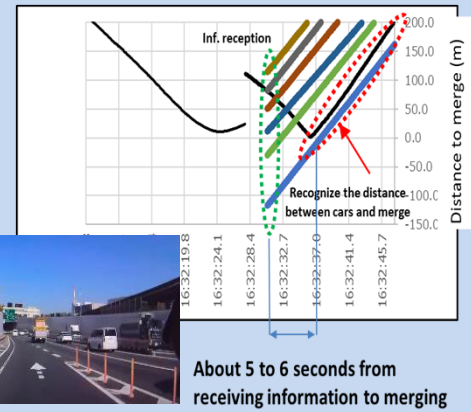 Inf. reception
200.0
150.0
100.0
50.0
0.0
-50.0
-100.0
-150.0
Distance to merge (m)
Recognize the distance
between cars and merge
16:32:19.8
16:32:24.1
16:32:28.4
16:32:32.7
16:32:37.0
16:32:41.4
16:32:45.7
About 5 to 6 seconds from
receiving information to merging